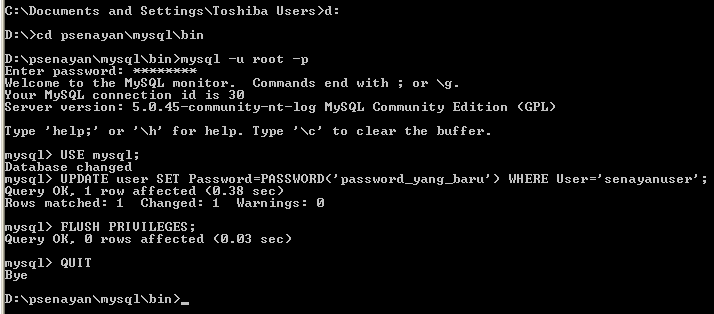 C:\Documents and Settings\Toshiba Users>d:
D:\>cd psenayan\mysql\bin
D:\psenayan\mysql\bin>mysql -u root -p
Enter password: ********
Welcome to the MySQL monitor.  Commands end with ; or \g.
Your MySQL connection id is 30
Server version: 5.0.45-community-nt-log MySQL Community Edition (GPL)
Type 'help;' or '\h' for help. Type '\c' to clear the buffer.
mysql> USE mysql;
Database changed
mysql> UPDATE user SET Password=PASSWORD('password_yang_baru') WHERE User='senayanuser';
Query OK, 1 row affected (0.38 sec)
Rows matched: 1  Changed: 1  Warnings: 0
mysql> FLUSH PRIVILEGES;
Query OK, 0 rows affected (0.03 sec)
mysql> QUIT
Bye
D:\psenayan\mysql\bin>_